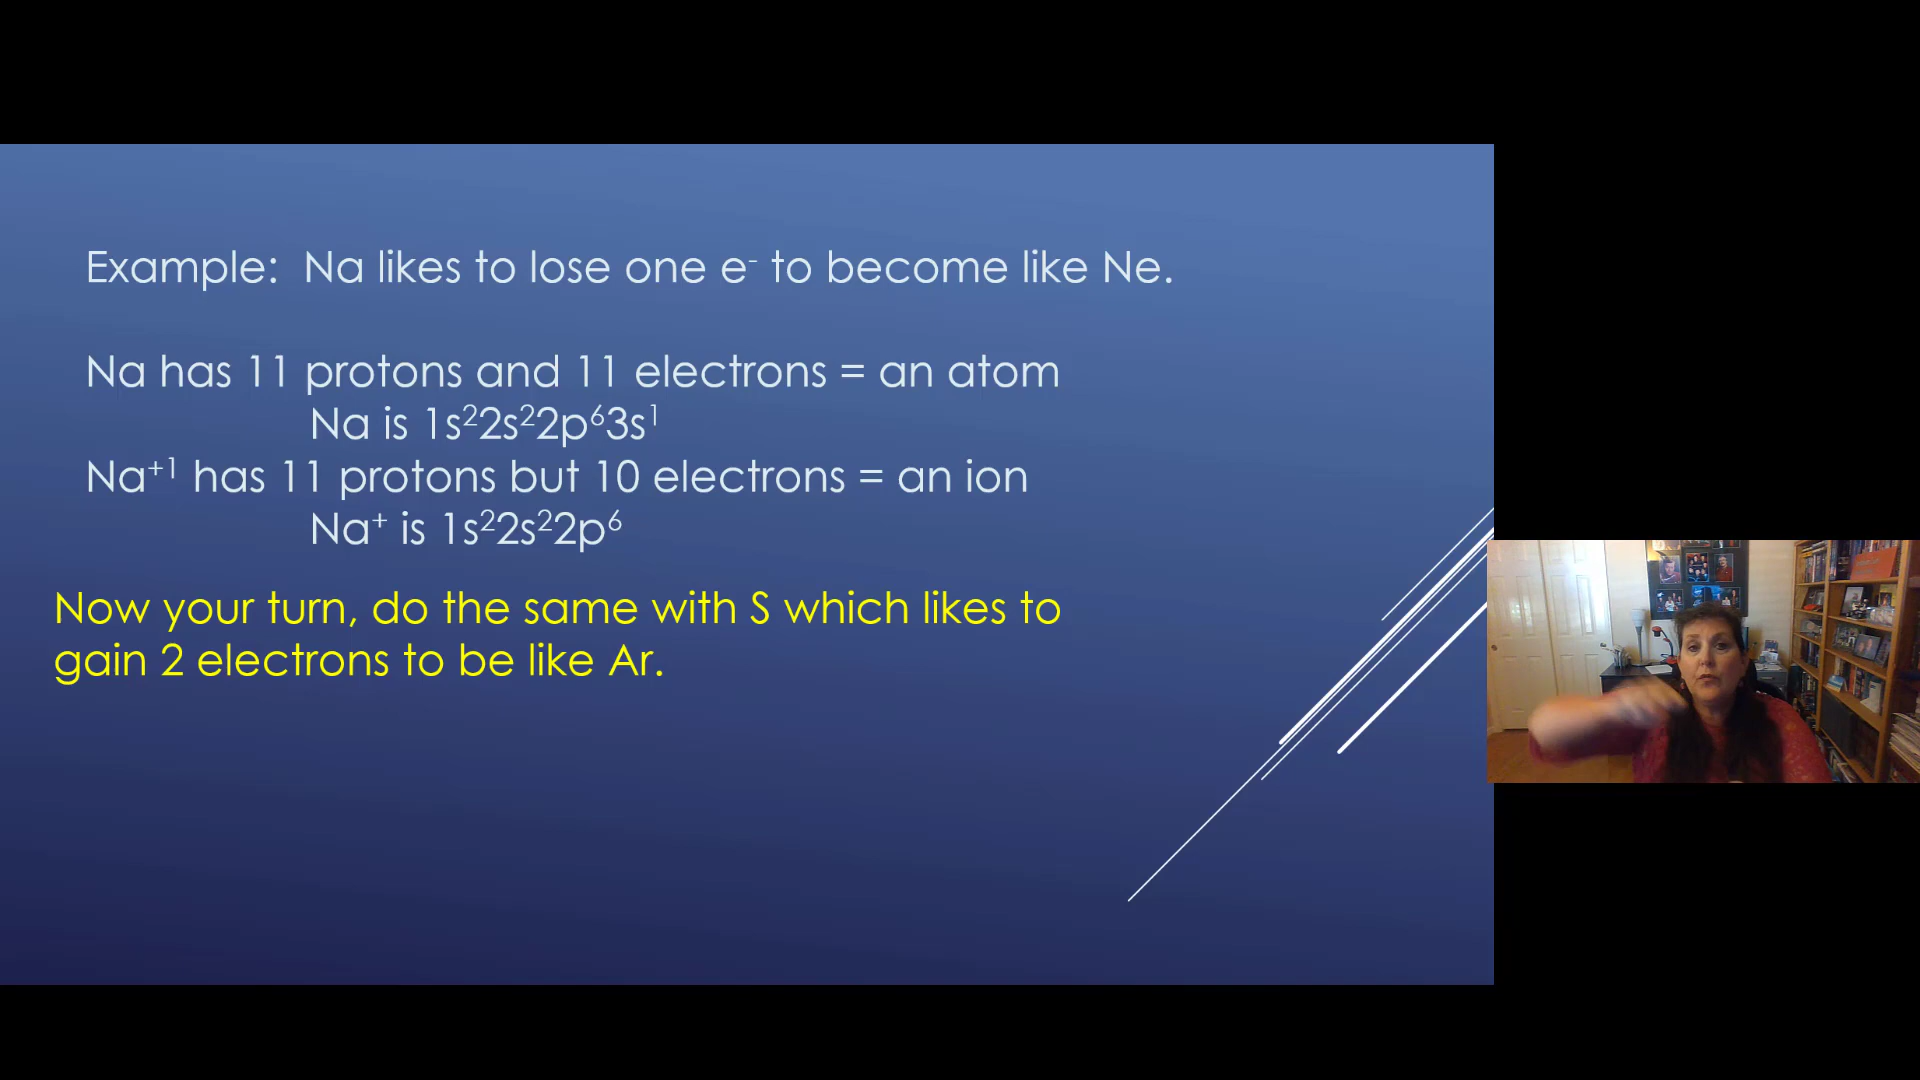 Example: Na likes to lose one e⁻ to become like Ne.
Na has 11 protons and 11 electrons = an atom
Na is 1s²2s²2p⁶3s¹
Na⁺¹ has 11 protons but 10 electrons = an ion
Na⁺ is 1s²2s²2p⁶
Now your turn, do the same with S which likes to
gain 2 electrons to be like Ar.